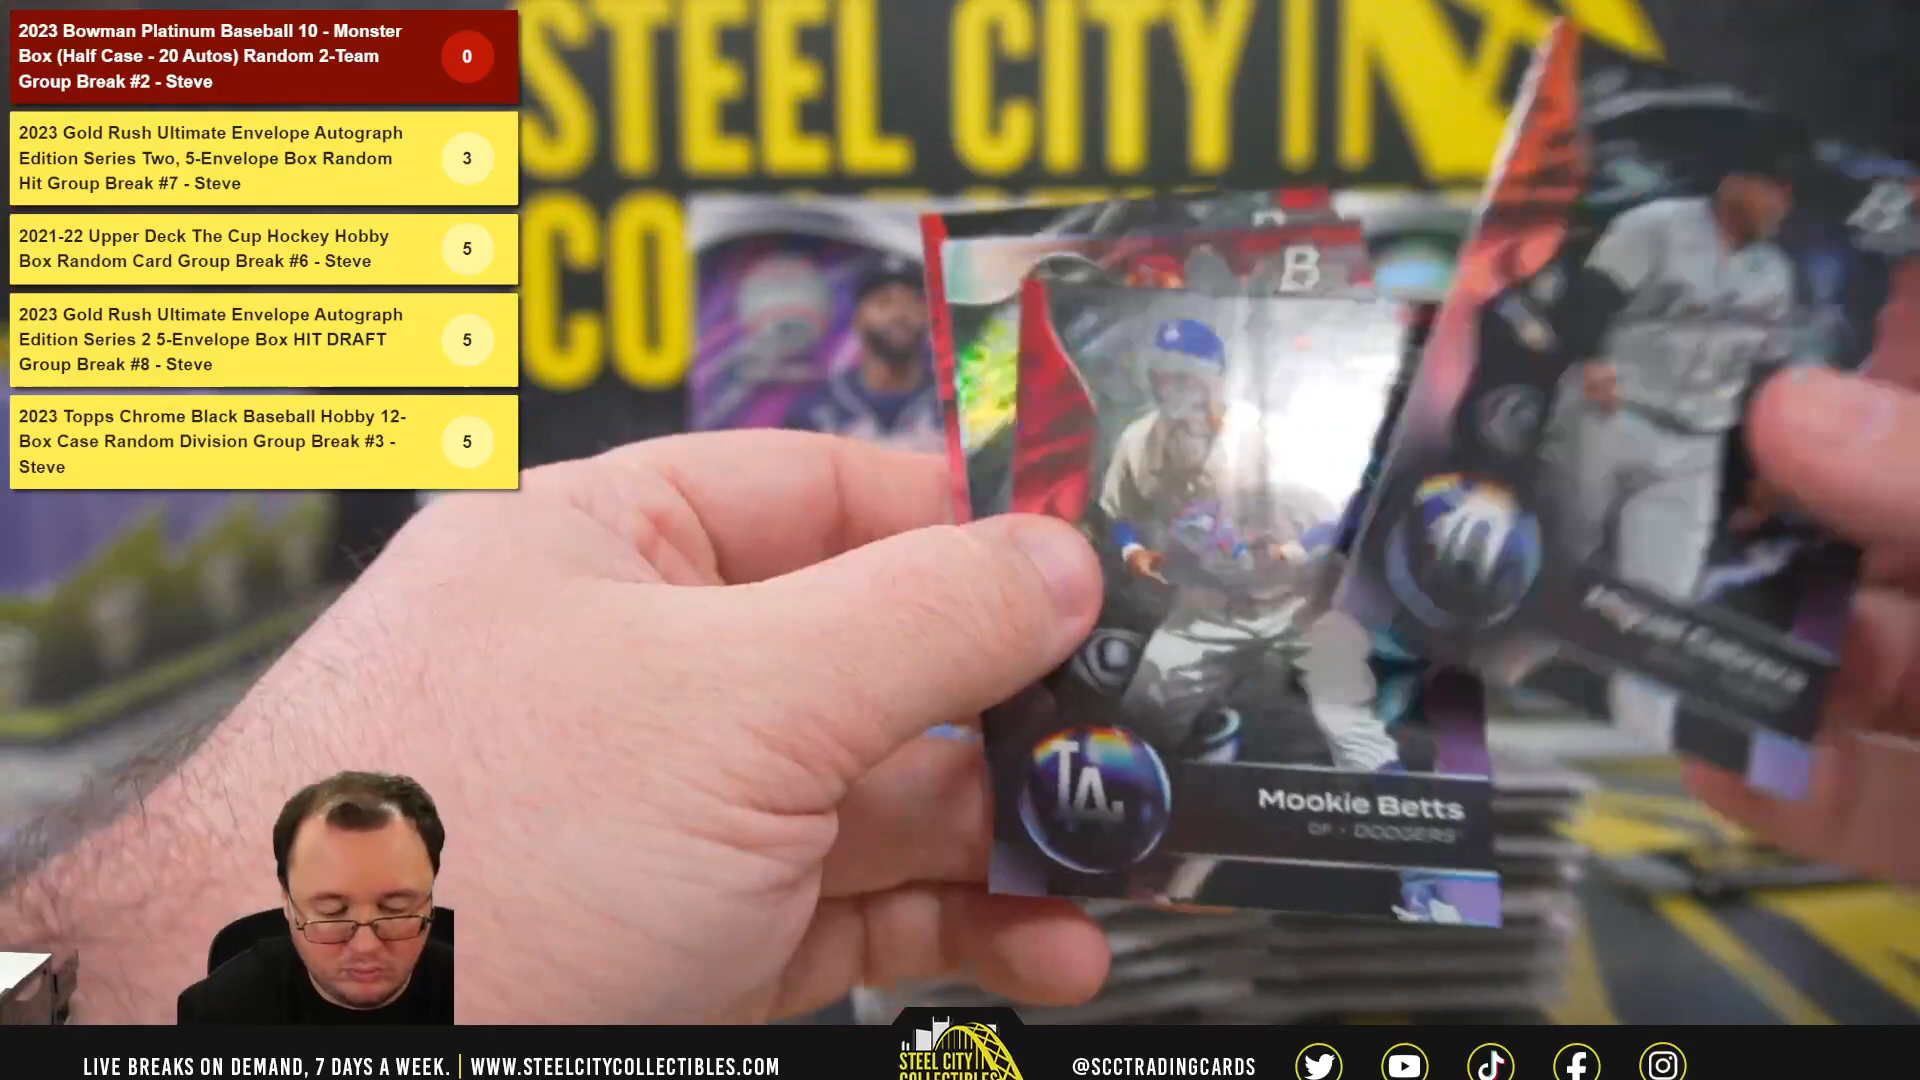 2023 Bowman Platinum Baseball 10 - Monster
Box (Half Case - 20 Autos) Random 2-Team
Group Break #2 - Steve
0
2023 Gold Rush Ultimate Envelope Autograph
Edition Series Two, 5-Envelope Box Random
Hit Group Break #7 - Steve
3
2021-22 Upper Deck The Cup Hockey Hobby
Box Random Card Group Break #6 - Steve
5
2023 Gold Rush Ultimate Envelope Autograph
Edition Series 2 5-Envelope Box HIT DRAFT
Group Break #8 - Steve
5
2023 Topps Chrome Black Baseball Hobby 12-
Box Case Random Division Group Break #3 -
Steve
5
STEEL CITY
CO
B
B
LA
Mookie Betts
OF • DODGERS
LIVE BREAKS ON DEMAND, 7 DAYS A WEEK. | WWW.STEELCITYCOLLECTIBLES.COM
STEEL CITY
COLLECTIBLES
@SCCTRADINGCARDS